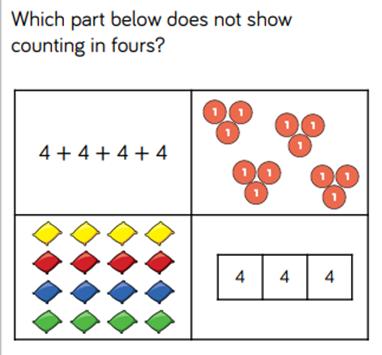 Which part below does not show
counting in fours?
4 + 4 + 4 + 4
1 1 1 1
1 1
1 1 1 1
1 1
4 4 4